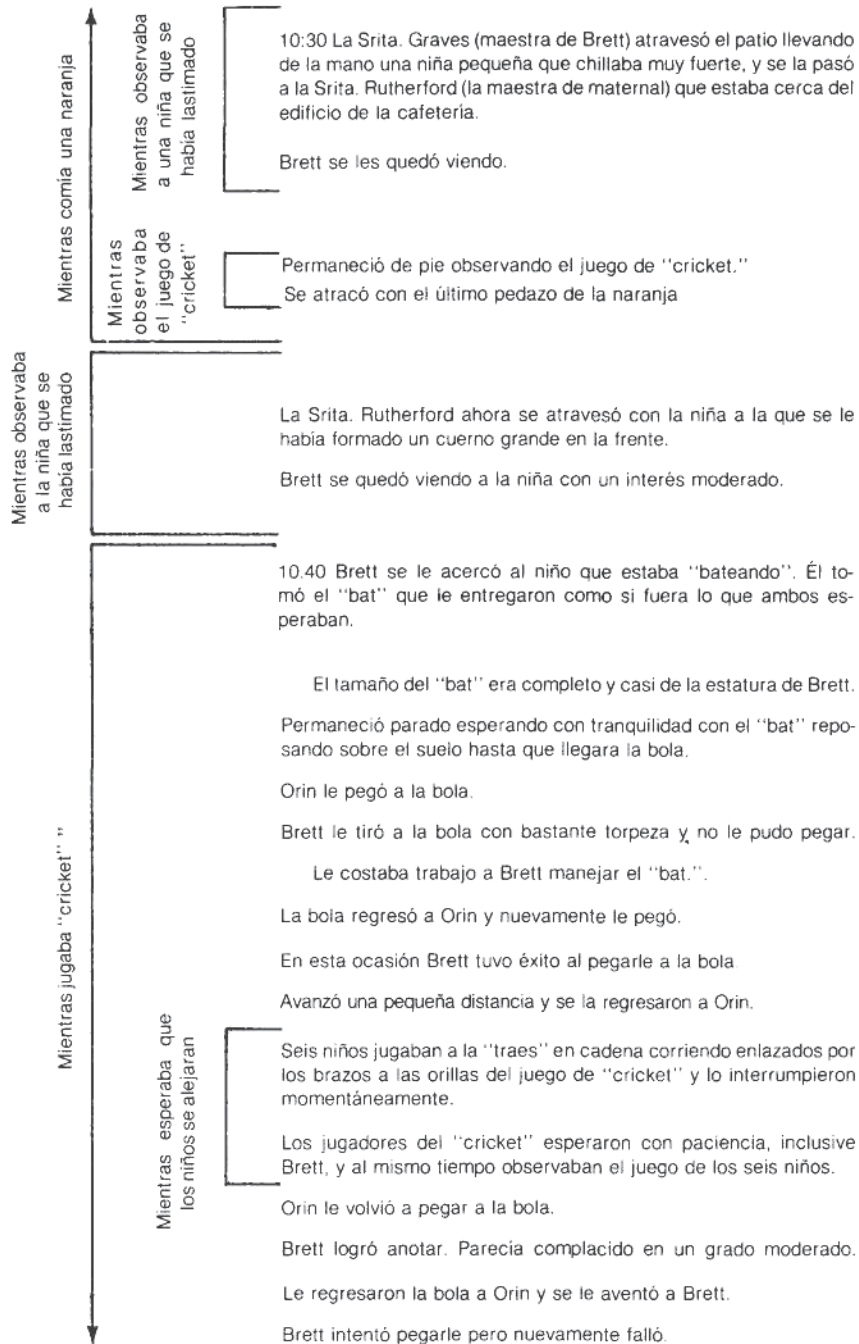 Mientras comía una naranja
Mientras observaba
a una niña que se
había lastimado
10:30 La Srita. Graves (maestra de Brett) atravesó el patio llevando
de la mano una niña pequeña que chillaba muy fuerte, y se la pasó
a la Srita. Rutherford (la maestra de maternal) que estaba cerca del
edificio de la cafetería.
Brett se les quedó viendo.
Mientras
observaba
el juego de
"cricket"
Permaneció de pie observando el juego de "cricket."
Se atracó con el último pedazo de la naranja
Mientras observaba
a la niña que se
había lastimado
La Srita. Rutherford ahora se atravesó con la niña a la que se le
había formado un cuerno grande en la frente.
Brett se quedó viendo a la niña con un interés moderado.
Mientras jugaba "cricket" "
10.40 Brett se le acercó al niño que estaba "bateando". Él to-
mó el "bat" que le entregaron como si fuera lo que ambos es-
peraban.
El tamaño del "bat" era completo y casi de la estatura de Brett.
Permaneció parado esperando con tranquilidad con el "bat" repo-
sando sobre el suelo hasta que llegara la bola.
Orin le pegó a la bola.
Brett le tiró a la bola con bastante torpeza y no le pudo pegar.
Le costaba trabajo a Brett manejar el "bat.".
La bola regresó a Orin y nuevamente le pegó.
En esta ocasión Brett tuvo éxito al pegarle a la bola
Avanzó una pequeña distancia y se la regresaron a Orin.
Mientras esperaba que
los niños se alejaran
Seis niños jugaban a la "traes" en cadena corriendo enlazados por
los brazos a las orillas del juego de "cricket" y lo interrumpieron
momentáneamente.
Los jugadores del "cricket" esperaron con paciencia, inclusive
Brett, y al mismo tiempo observaban el juego de los seis niños.
Orin le volvió a pegar a la bola.
Brett logró anotar. Parecía complacido en un grado moderado.
Le regresaron la bola a Orin y se le aventó a Brett.
Brett intentó pegarle pero nuevamente falló.